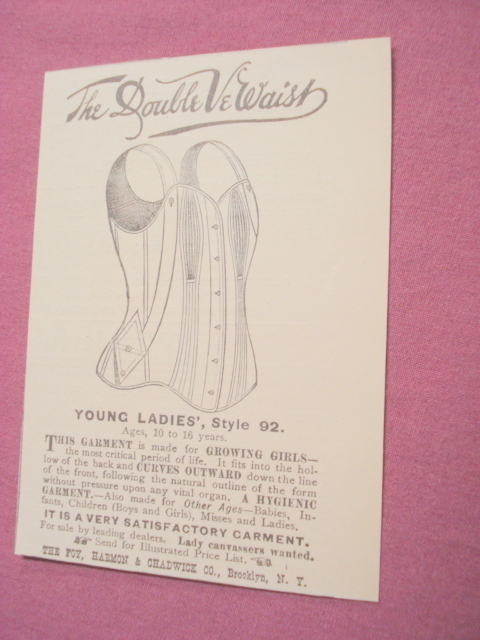 The Double Ve Waist
YOUNG LADIES', Style 92.
Ages, 10 to 16 years.
THIS GARMENT is made for GROWING GIRLS—
the most critical period of life. It fits into the hol-
low of the back and CURVES OUTWARD down the line
of the front, following the natural outline of the form
without pressure upon any vital organ. A HYGIENIC
GARMENT.—Also made for Other Ages—Babies, In-
fants, Children (Boys and Girls), Misses and Ladies.
IT IS A VERY SATISFACTORY GARMENT.
For sale by leading dealers. Lady canvassers wanted.
Send for Illustrated Price List.
THE FOY, HARMON & CHADWICK CO., Brooklyn, N. Y.